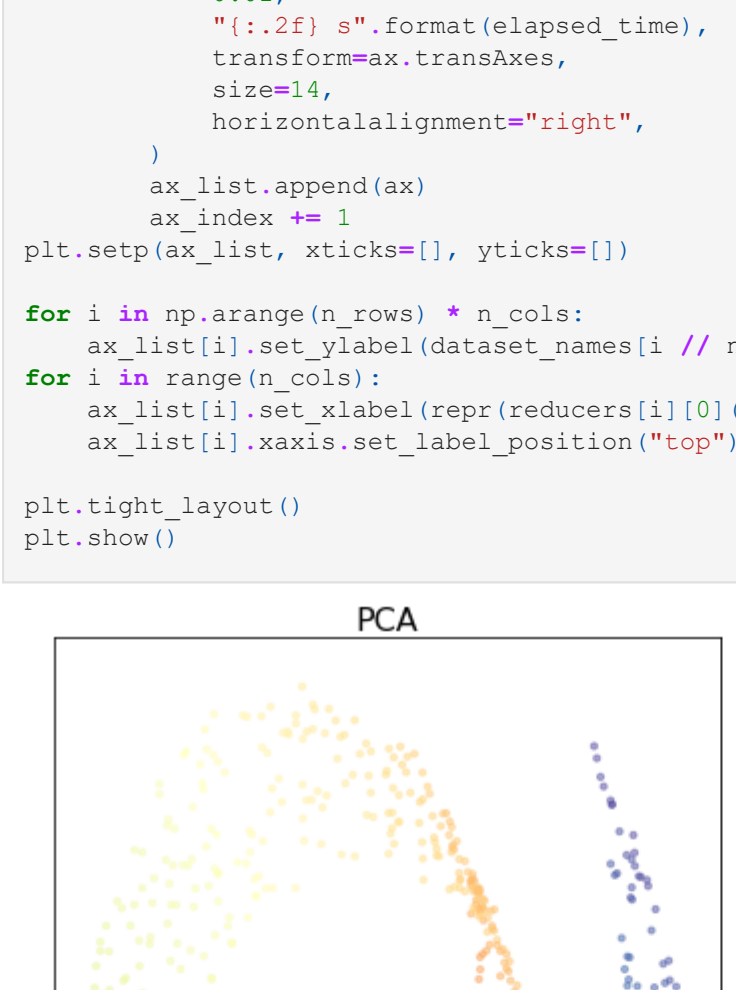 "{:.2f} s".format(elapsed_time),
transform=ax.transAxes,
size=14,
horizontalalignment="right",
)
ax_list.append(ax)
ax_index += 1
plt.setp(ax_list, xticks=[], yticks=[])
for i in np.arange(n_rows) * n_cols:
ax_list[i].set_ylabel(dataset_names[i // n
for i in range(n_cols):
ax_list[i].set_xlabel(repr(reducers[i][0](
ax_list[i].xaxis.set_label_position("top")
plt.tight_layout()
plt.show()
PCA